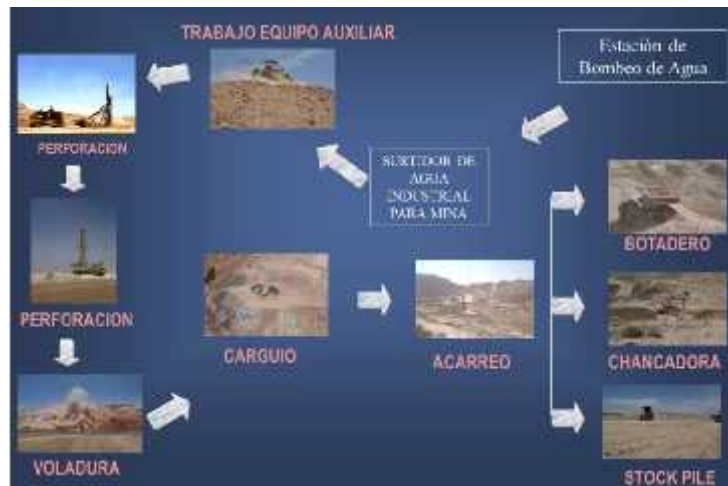 TRABAJO EQUIPO AUXILIAR
Estación de
Bombeo de Agua
PERFORACION
SURTIDOR DE
AGUA
INDUSTRIAL
PARA MINA
BOTADERO
PERFORACION
CARGUIO
ACARREO
CHANCADORA
VOLADURA
STOCK PILE